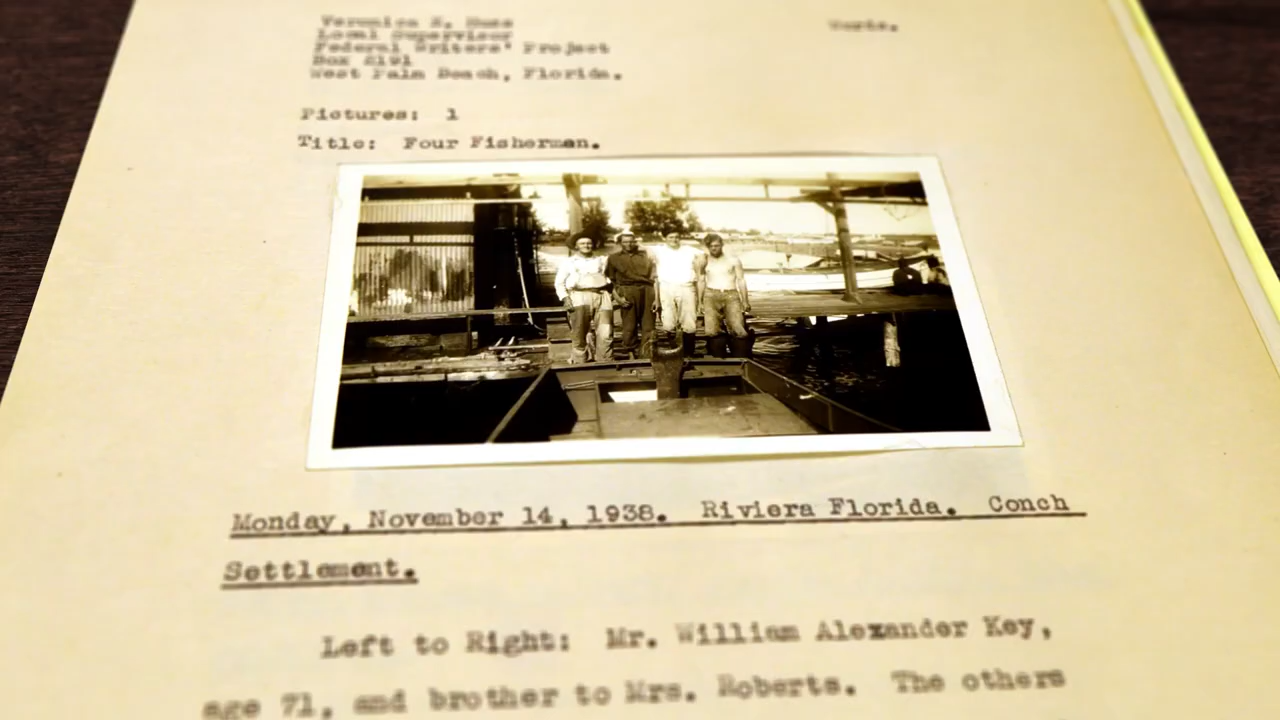 Veronica E. Huss
Words.
Local Supervisor
Federal Writers' Project
Box 2191
West Palm Beach, Florida.
Pictures: 1
Title: Four Fisherman.
Monday, November 14, 1938. Riviera Florida. Conch
Settlement.
Left to Right: Mr. William Alexander Key,
age 71, and brother to Mrs. Roberts. The others